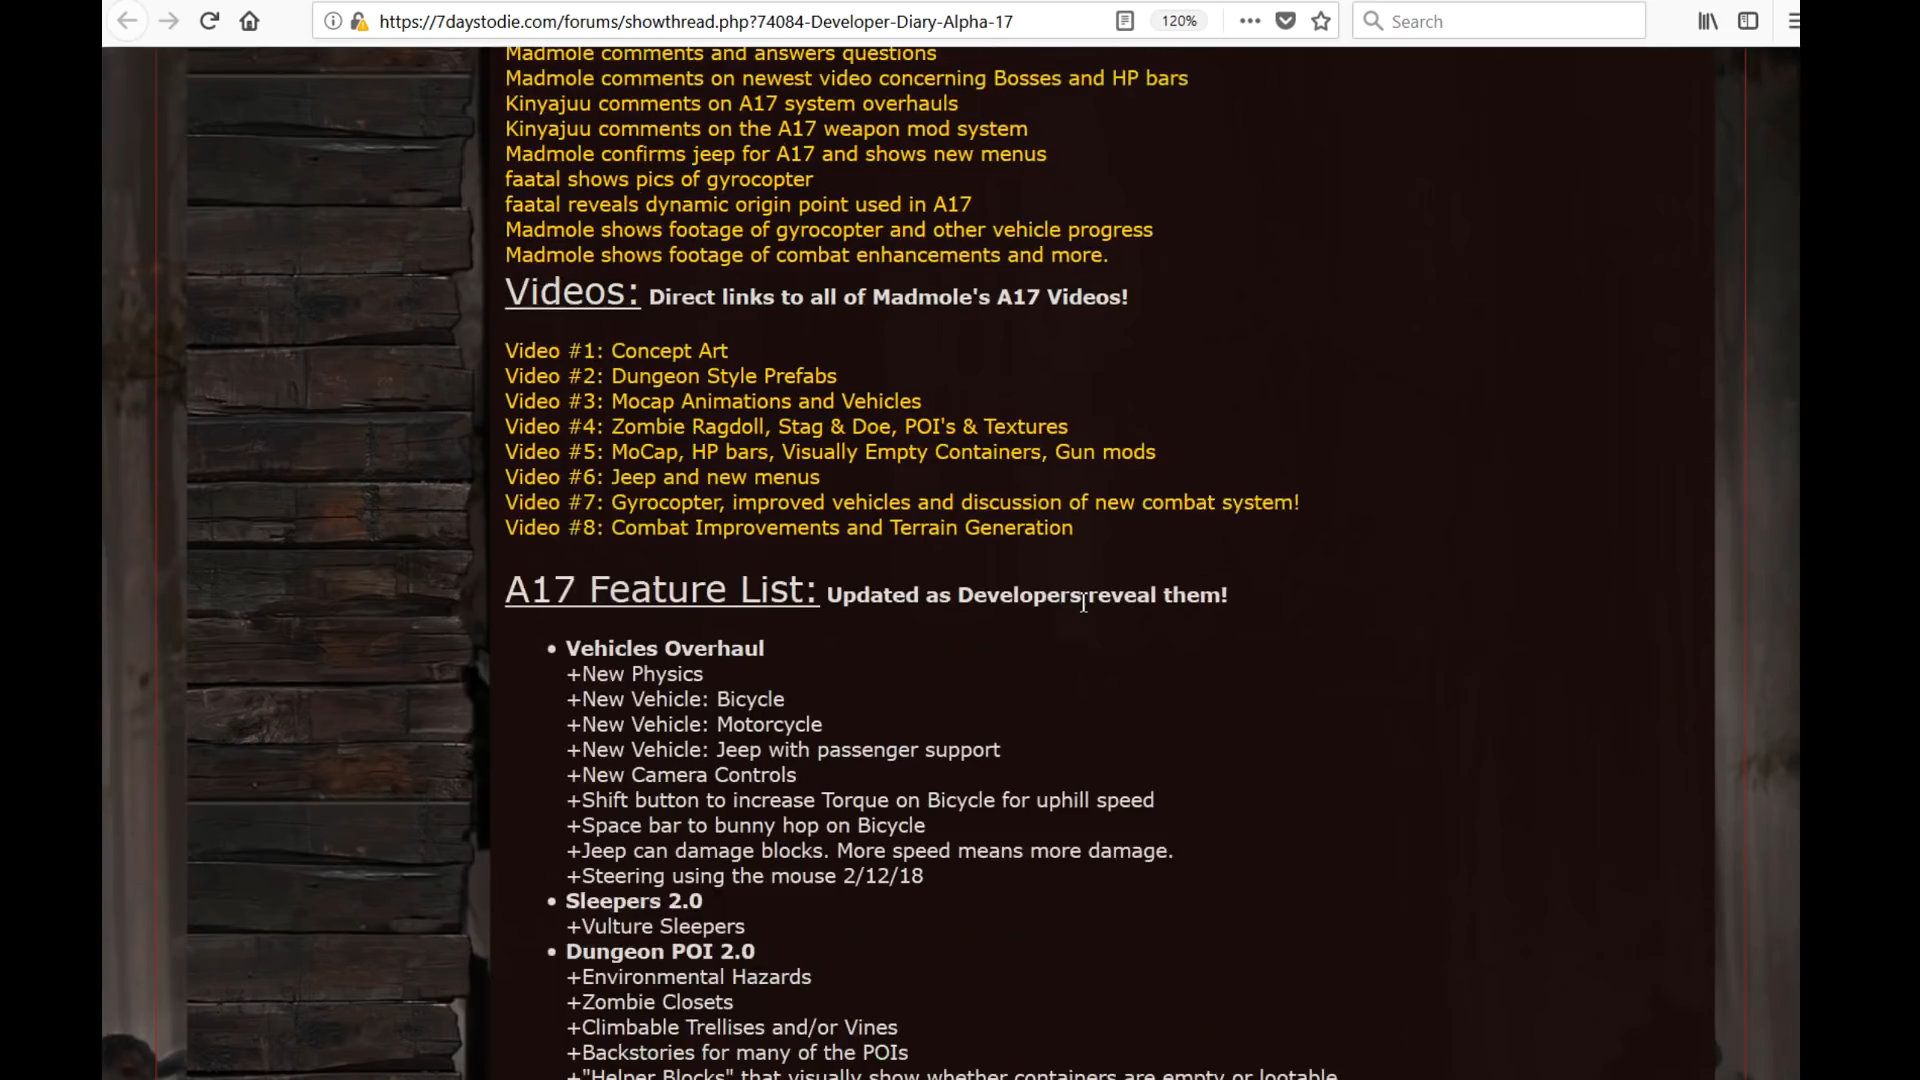 https://7daystodie.com/forums/showthread.php?74084-Developer-Diary-Alpha-17
120%
Search
Madmole comments and answers questions
Madmole comments on newest video concerning Bosses and HP bars
Kinyajuu comments on A17 system overhauls
Kinyajuu comments on the A17 weapon mod system
Madmole confirms jeep for A17 and shows new menus
faatal shows pics of gyrocopter
faatal reveals dynamic origin point used in A17
Madmole shows footage of gyrocopter and other vehicle progress
Madmole shows footage of combat enhancements and more.
Videos: Direct links to all of Madmole's A17 Videos!
Video #1: Concept Art
Video #2: Dungeon Style Prefabs
Video #3: Mocap Animations and Vehicles
Video #4: Zombie Ragdoll, Stag & Doe, POI's & Textures
Video #5: MoCap, HP bars, Visually Empty Containers, Gun mods
Video #6: Jeep and new menus
Video #7: Gyrocopter, improved vehicles and discussion of new combat system!
Video #8: Combat Improvements and Terrain Generation
A17 Feature List: Updated as Developers reveal them!
• Vehicles Overhaul
+New Physics
+New Vehicle: Bicycle
+New Vehicle: Motorcycle
+New Vehicle: Jeep with passenger support
+New Camera Controls
+Shift button to increase Torque on Bicycle for uphill speed
+Space bar to bunny hop on Bicycle
+Jeep can damage blocks. More speed means more damage.
+Steering using the mouse 2/12/18
• Sleepers 2.0
+Vulture Sleepers
• Dungeon POI 2.0
+Environmental Hazards
+Zombie Closets
+Climbable Trellises and/or Vines
+Backstories for many of the POIs
+"Helper Blocks" that visually show whether containers are empty or lootable